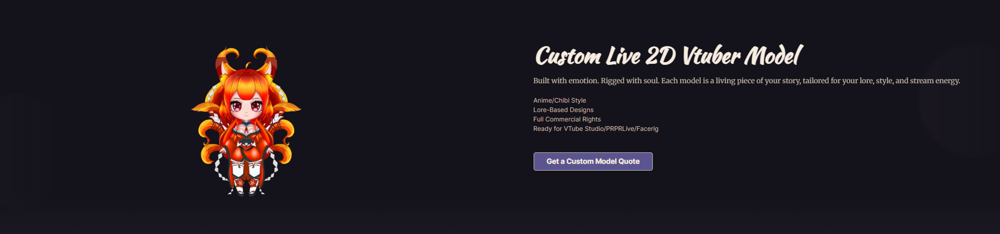 Custom Live 2D Vtuber Model
Built with emotion. Rigged with soul. Each model is a living piece of your story, tailored for your lore, style, and stream energy.
Anime/Chibi Style
Lore-Based Designs
Full Commercial Rights
Ready for VTube Studio/PRPRLive/Facerig
Get a Custom Model Quote